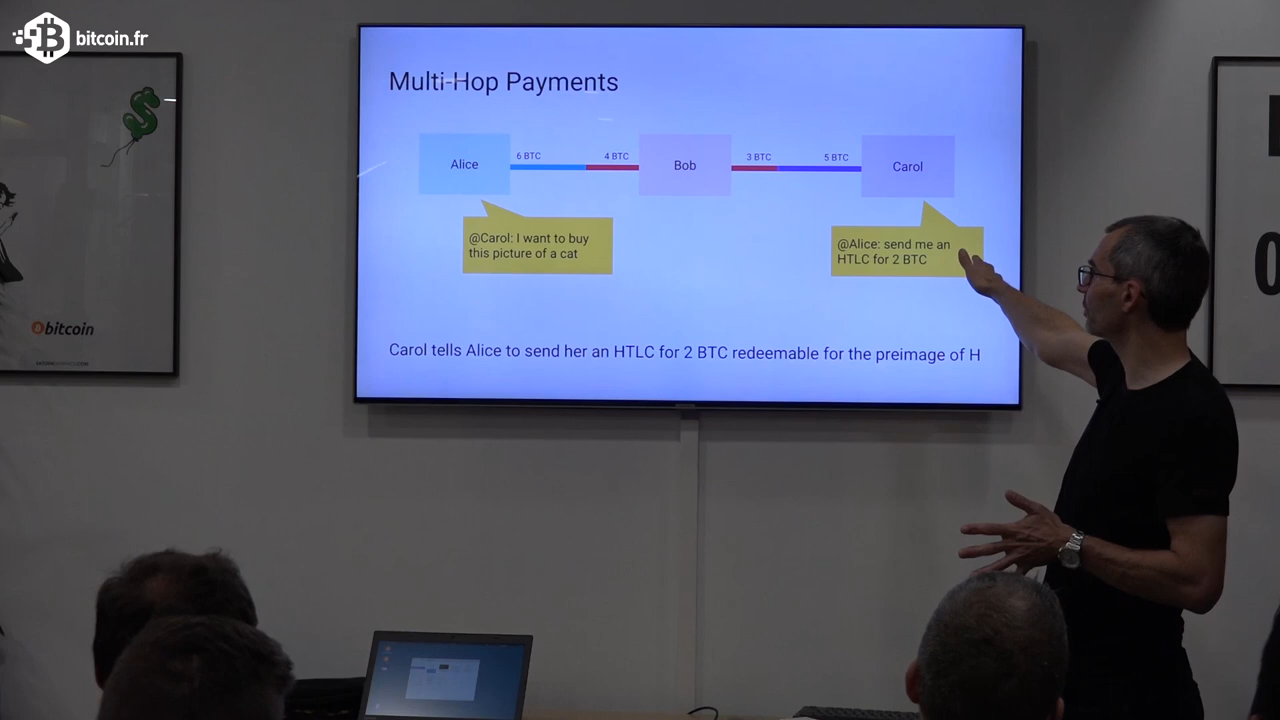 bitcoin.fr
Multi-Hop Payments
Alice
6 BTC
4 BTC
Bob
3 BTC
5 BTC
Carol
@Carol: I want to buy
this picture of a cat
@Alice: send me an
HTLC for 2 BTC
Carol tells Alice to send her an HTLC for 2 BTC redeemable for the preimage of H
bitcoin